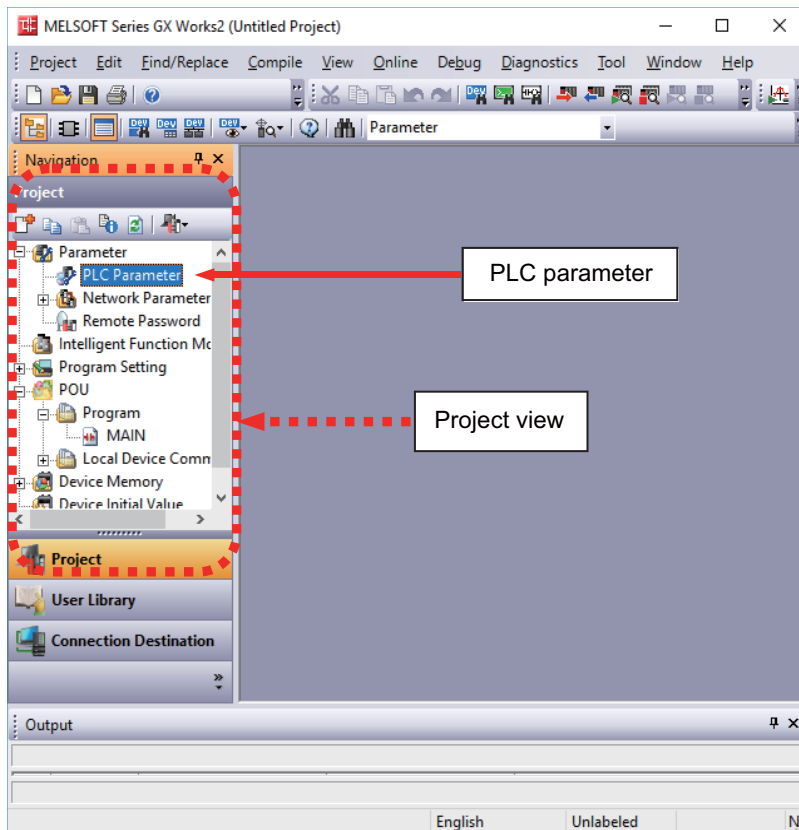 MELSOFT Series GX Works2 (Untitled Project)
Project Edit Find/Replace Compile View Online Debug Diagnostics Tool Window Help
Parameter
Navigation
Project
Parameter
PLC Parameter
PLC parameter
Network Parameter
Remote Password
Intelligent Function Mo
Program Setting
POU
Program
Project view
MAIN
Local Device Comm
Device Memory
Device Initial Value
Project
User Library
Connection Destination
Output
English Unlabeled N